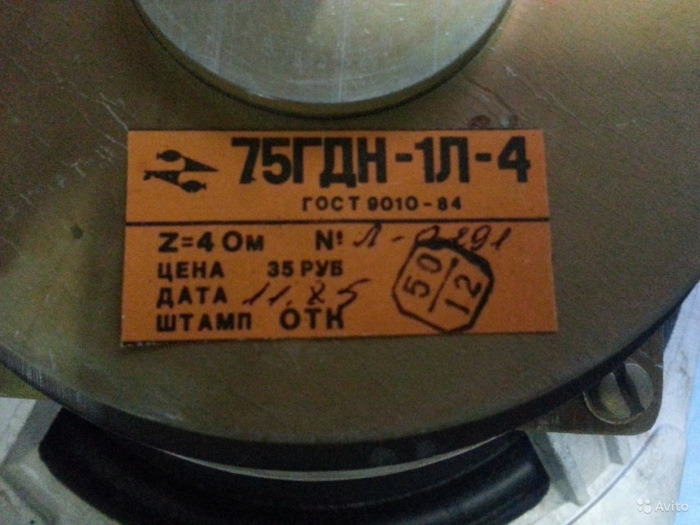 75ГДН-1Л-4
ГОСТ 9010-84
Z=4 Ом № Л-
ЦЕНА 35 РУБ
ДАТА 11.85
ШТАМП ОТК
50
12
Avito